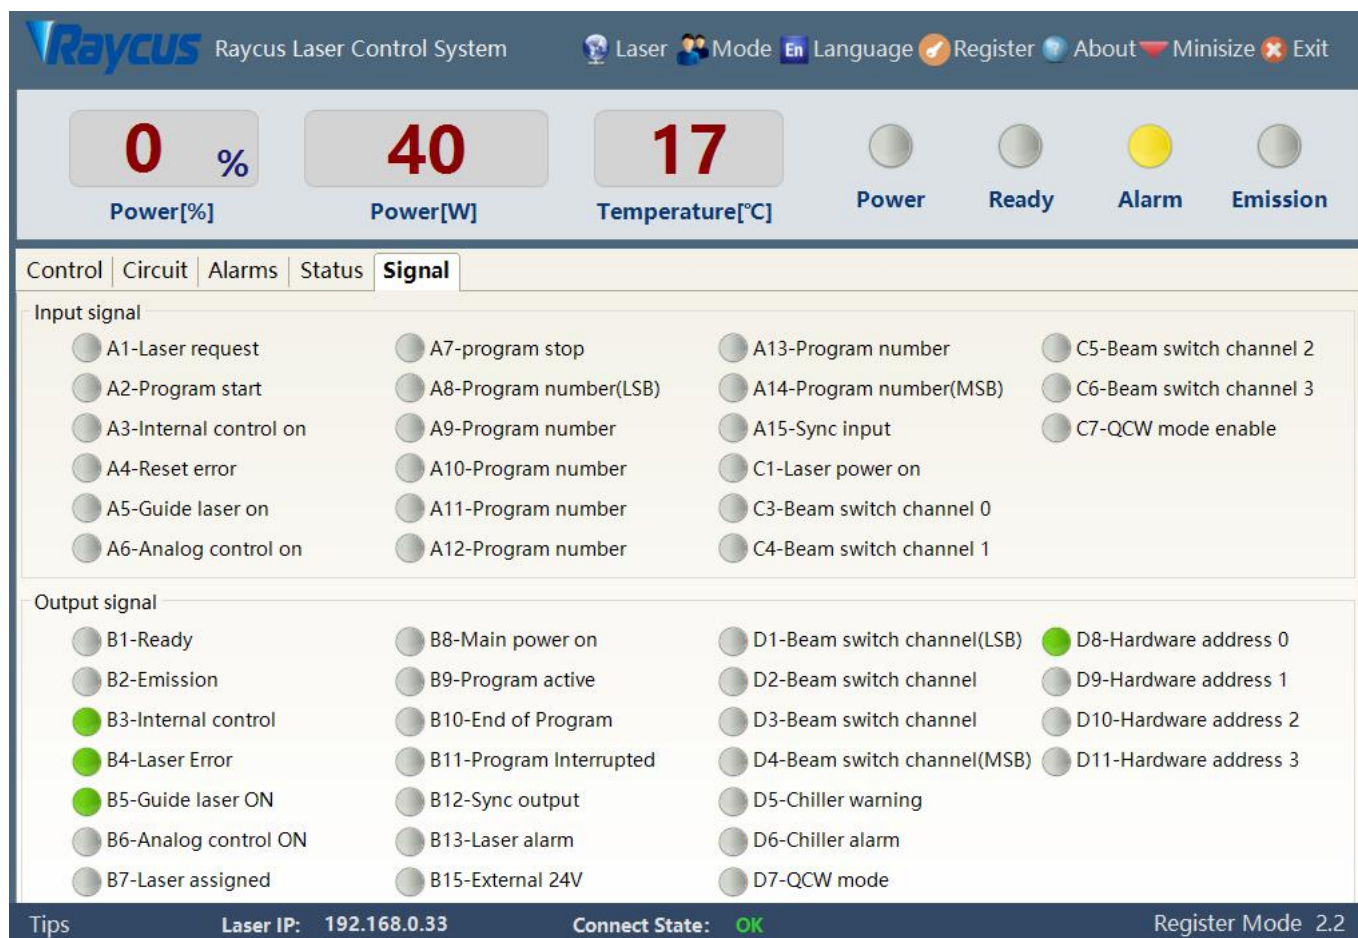 Raycus Raycus Laser Control System Laser Mode En Language Register About Minisize Exit
0 % 40 17
Power[%] Power[W] Temperature[℃] Power Ready Alarm Emission
Control Circuit Alarms Status Signal
Input signal
A1-Laser request A7-program stop A13-Program number C5-Beam switch channel 2
A2-Program start A8-Program number(LSB) A14-Program number(MSB) C6-Beam switch channel 3
A3-Internal control on A9-Program number A15-Sync input C7-QCW mode enable
A4-Reset error A10-Program number C1-Laser power on
A5-Guide laser on A11-Program number C3-Beam switch channel 0
A6-Analog control on A12-Program number C4-Beam switch channel 1
Output signal
B1-Ready B8-Main power on D1-Beam switch channel(LSB) D8-Hardware address 0
B2-Emission B9-Program active D2-Beam switch channel D9-Hardware address 1
B3-Internal control B10-End of Program D3-Beam switch channel D10-Hardware address 2
B4-Laser Error B11-Program Interrupted D4-Beam switch channel(MSB) D11-Hardware address 3
B5-Guide laser ON B12-Sync output D5-Chiller warning
B6-Analog control ON B13-Laser alarm D6-Chiller alarm
B7-Laser assigned B15-External 24V D7-QCW mode
Tips Laser IP: 192.168.0.33 Connect State: OK Register Mode 2.2